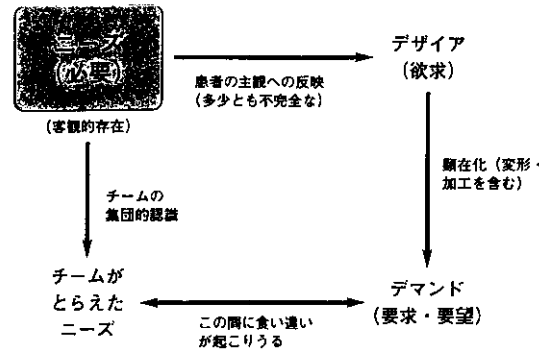 ニーズ
(必要)
(客観的存在)
患者の主観への反映
(多少とも不完全な)
デザイア
(欲求)
チームの
集団的認識
顕在化（変形・
加工を含む）
チームが
とらえた
ニーズ
この間に食い違い
が起こりうる
デマンド
(要求・要望)